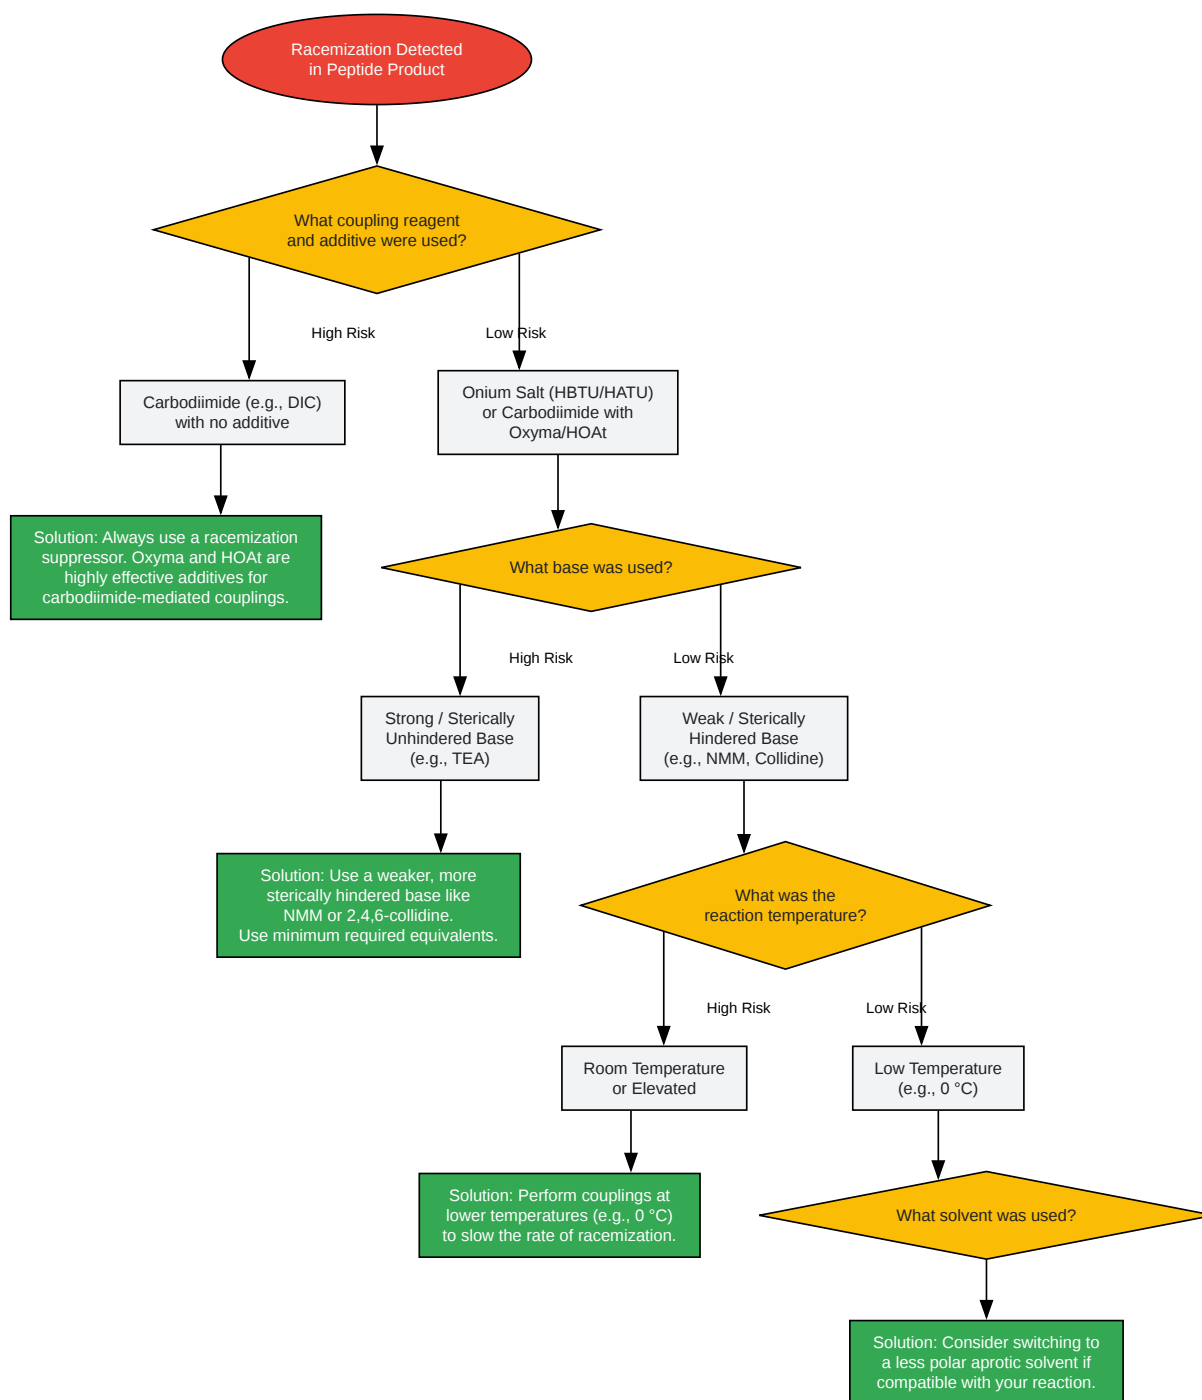 Racemization Detected
in Peptide Product
What coupling reagent
and additive were used?
High Risk
Low Risk
Carbodiimide (e.g., DIC)
with no additive
Onium Salt (HBTU/HATU)
or Carbodiimide with
Oxyma/HOAt
Solution: Always use a racemization
suppressor. Oxyma and HOAt are
highly effective additives for
carbodiimide-mediated couplings.
What base was used?
High Risk
Low Risk
Strong / Sterically
Unhindered Base
(e.g., TEA)
Weak / Sterically
Hindered Base
(e.g., NMM, Collidine)
Solution: Use a weaker, more
sterically hindered base like
NMM or 2,4,6-collidine.
Use minimum required equivalents.
What was the
reaction temperature?
High Risk
Low Risk
Room Temperature
or Elevated
Low Temperature
(e.g., 0 °C)
Solution: Perform couplings at
lower temperatures (e.g., 0 °C)
to slow the rate of racemization.
What solvent was used?
Solution: Consider switching to
a less polar aprotic solvent if
compatible with your reaction.